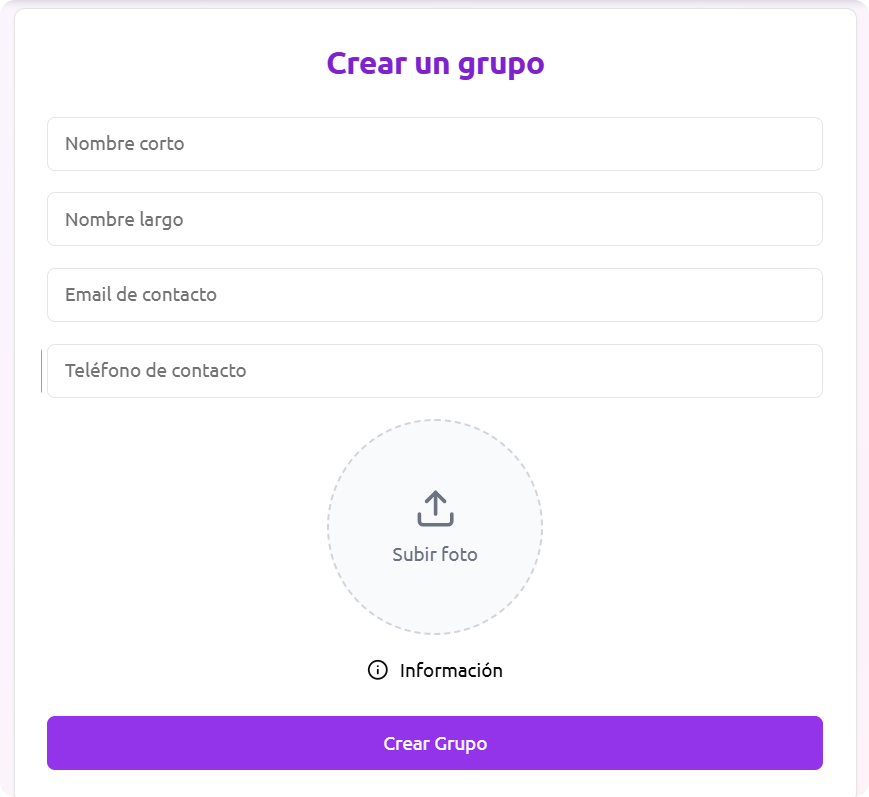 Crear un grupo
Nombre corto
Nombre largo
Email de contacto
Teléfono de contacto
Subir foto
Información
Crear Grupo